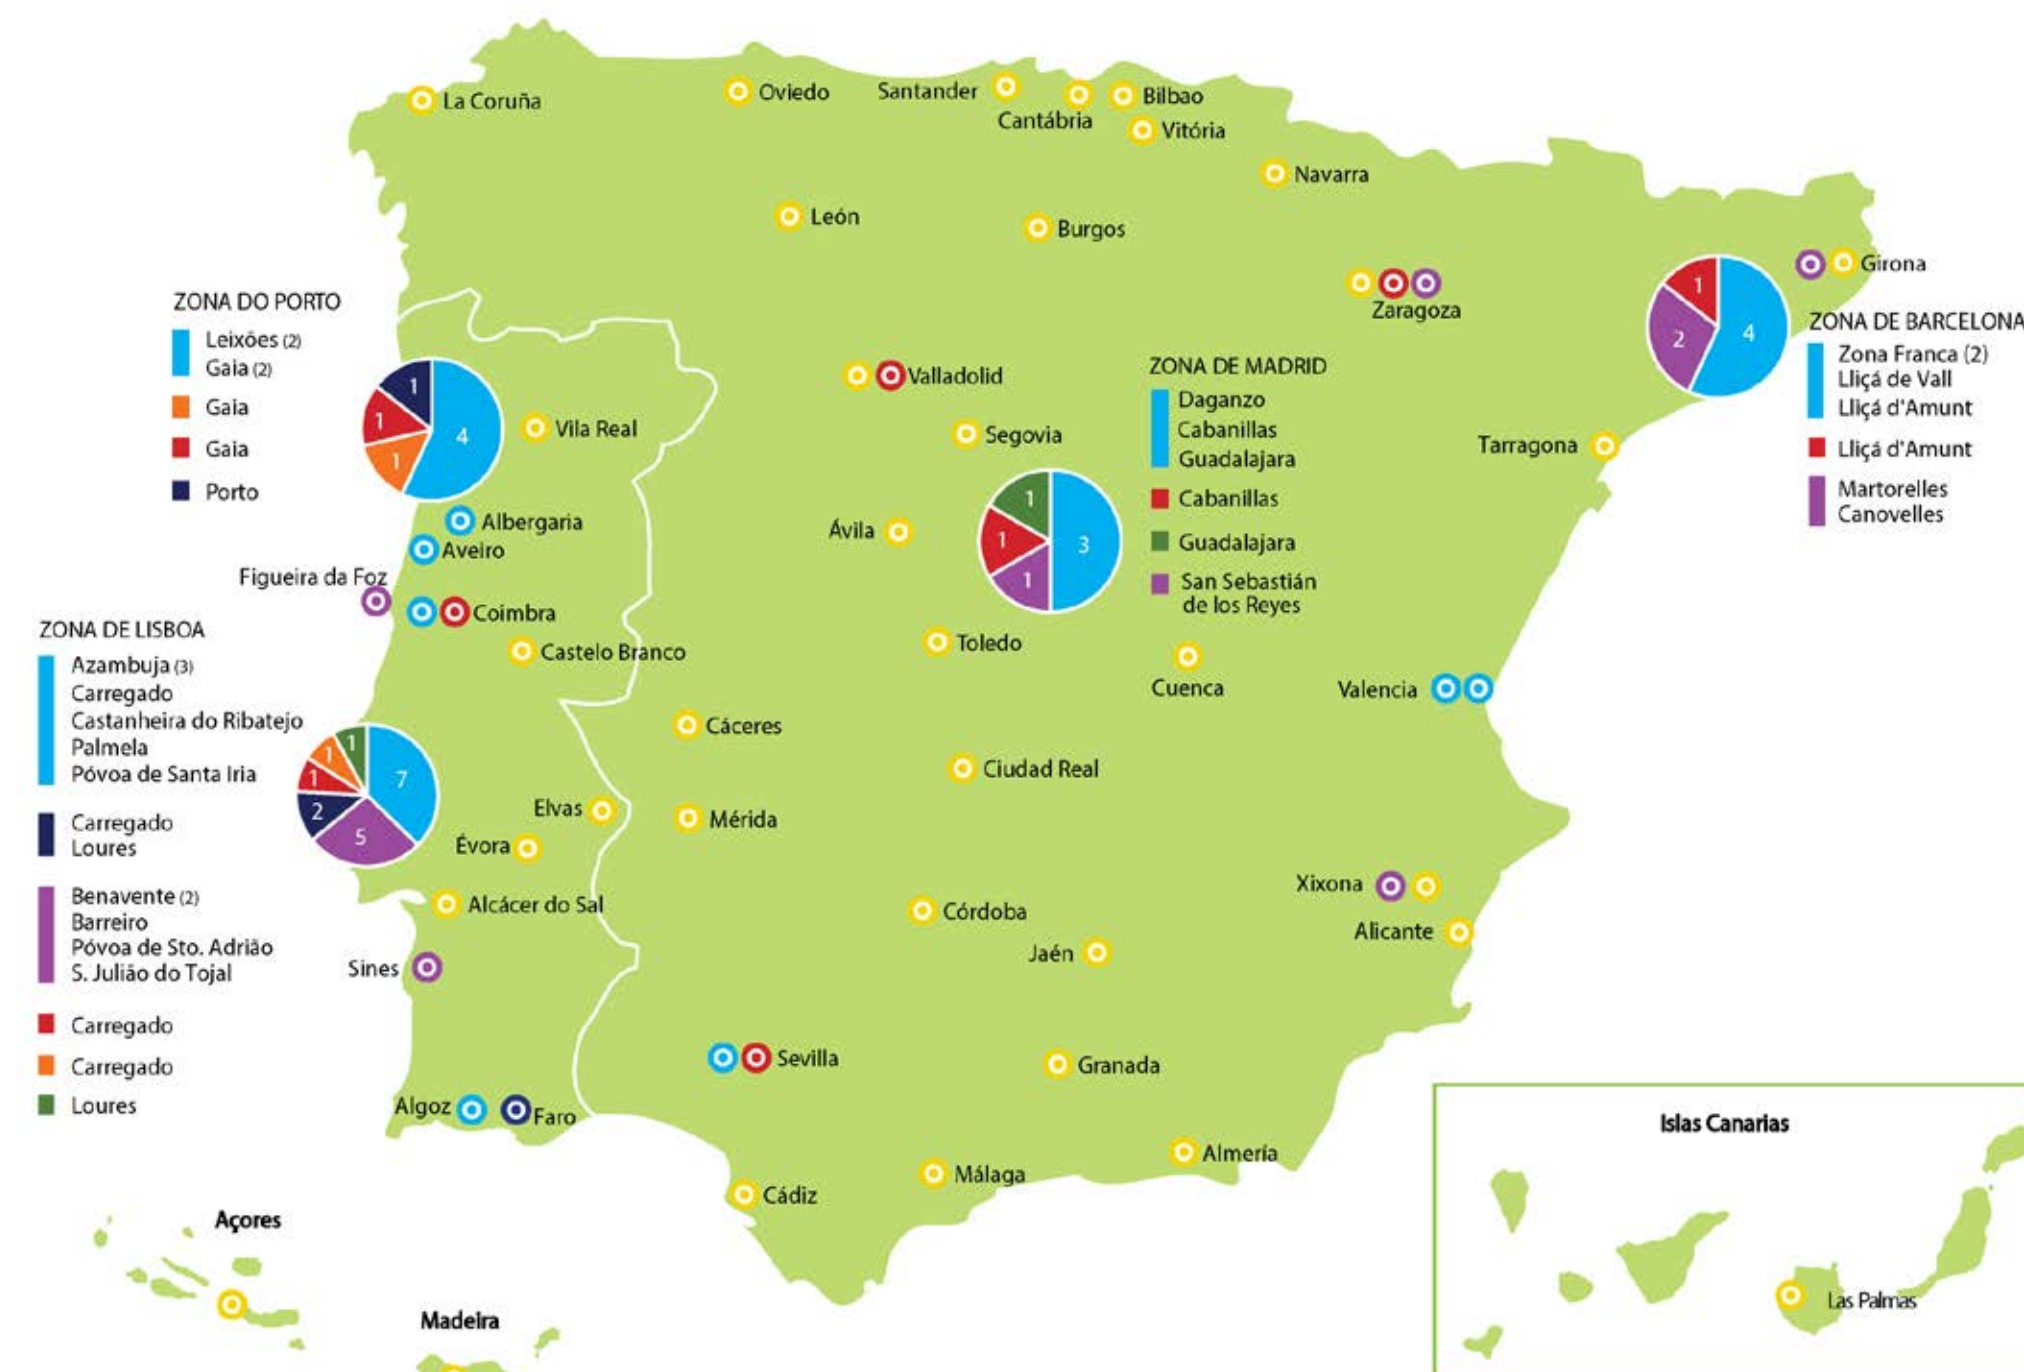 La Coruña
Oviedo
Santander
Cantábria
Bilbao
Vitória
Navarra
León
Burgos
Zaragoza
Girona
ZONA DO PORTO
Leixões (2)
Gaia (2)
Gaia
Gaia
Porto
1
1
1
4
Vila Real
Valladolid
Segovia
Ávila
ZONA DE MADRID
Daganzo
Cabanillas
Guadalajara
Cabanillas
Guadalajara
San Sebastián
de los Reyes
1
1
1
3
1
2
4
ZONA DE BARCELONA
Zona Franca (2)
Lliçá de Vall
Lliçá d'Amunt
Lliçá d'Amunt
Martorelles
Canovelles
Tarragona
Albergaria
Aveiro
Figueira da Foz
Coimbra
Castelo Branco
Toledo
Cuenca
Valencia
ZONA DE LISBOA
Azambuja (3)
Carregado
Castanheira do Ribatejo
Palmela
Póvoa de Santa Iria
Carregado
Loures
Benavente (2)
Barreiro
Póvoa de Sto. Adrião
S. Julião do Tojal
Carregado
Carregado
Loures
1
1
1
2
5
7
Cáceres
Ciudad Real
Elvas
Évora
Mérida
Alcácer do Sal
Sines
Córdoba
Jaén
Xixona
Alicante
Sevilla
Granada
Algoz
Faro
Almería
Málaga
Cádiz
Açores
Madeira
Islas Canarias
Las Palmas